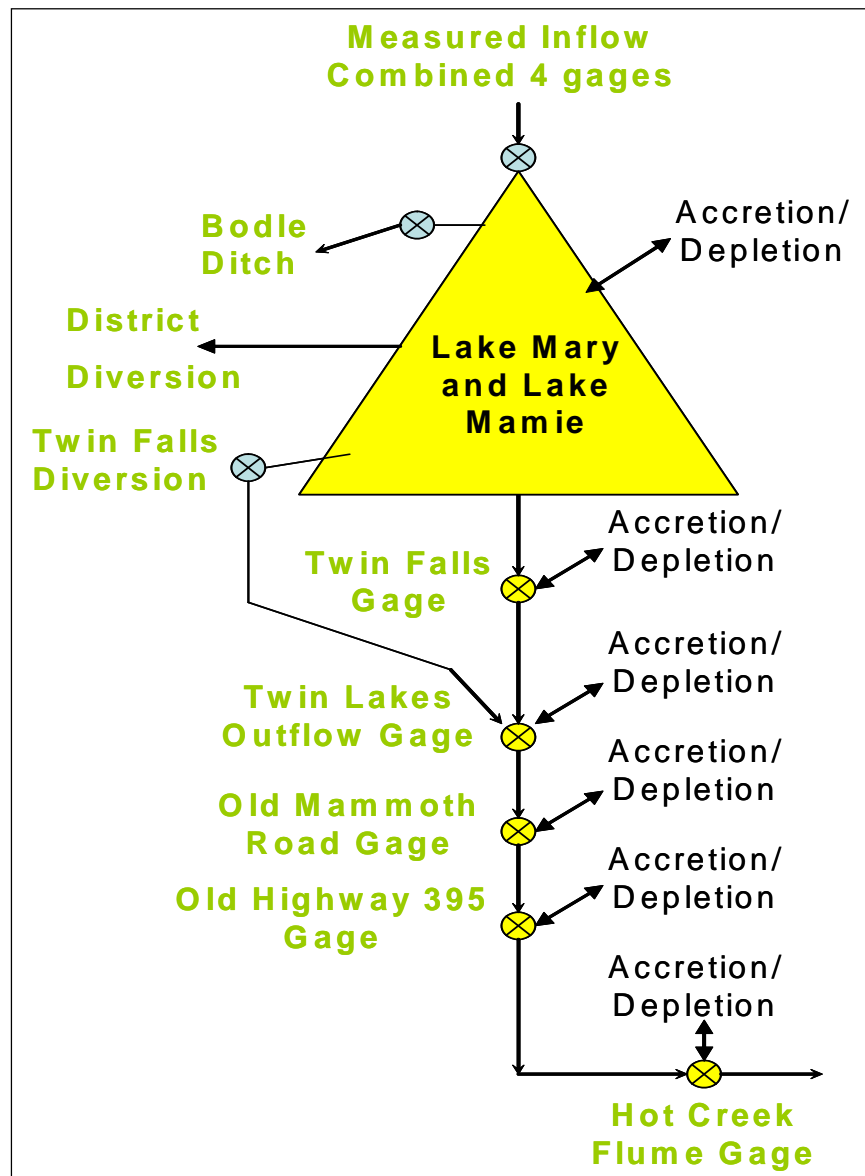 Measured Inflow
Combined 4 gages
Bodle
Ditch
Accretion/
Depletion
District
Diversion
Lake Mary
and Lake
Mamie
Twin Falls
Diversion
Accretion/
Depletion
Twin Falls
Gage
Accretion/
Depletion
Twin Lakes
Outflow Gage
Accretion/
Depletion
Old Mammoth
Road Gage
Accretion/
Depletion
Old Highway 395
Gage
Accretion/
Depletion
Hot Creek
Flume Gage